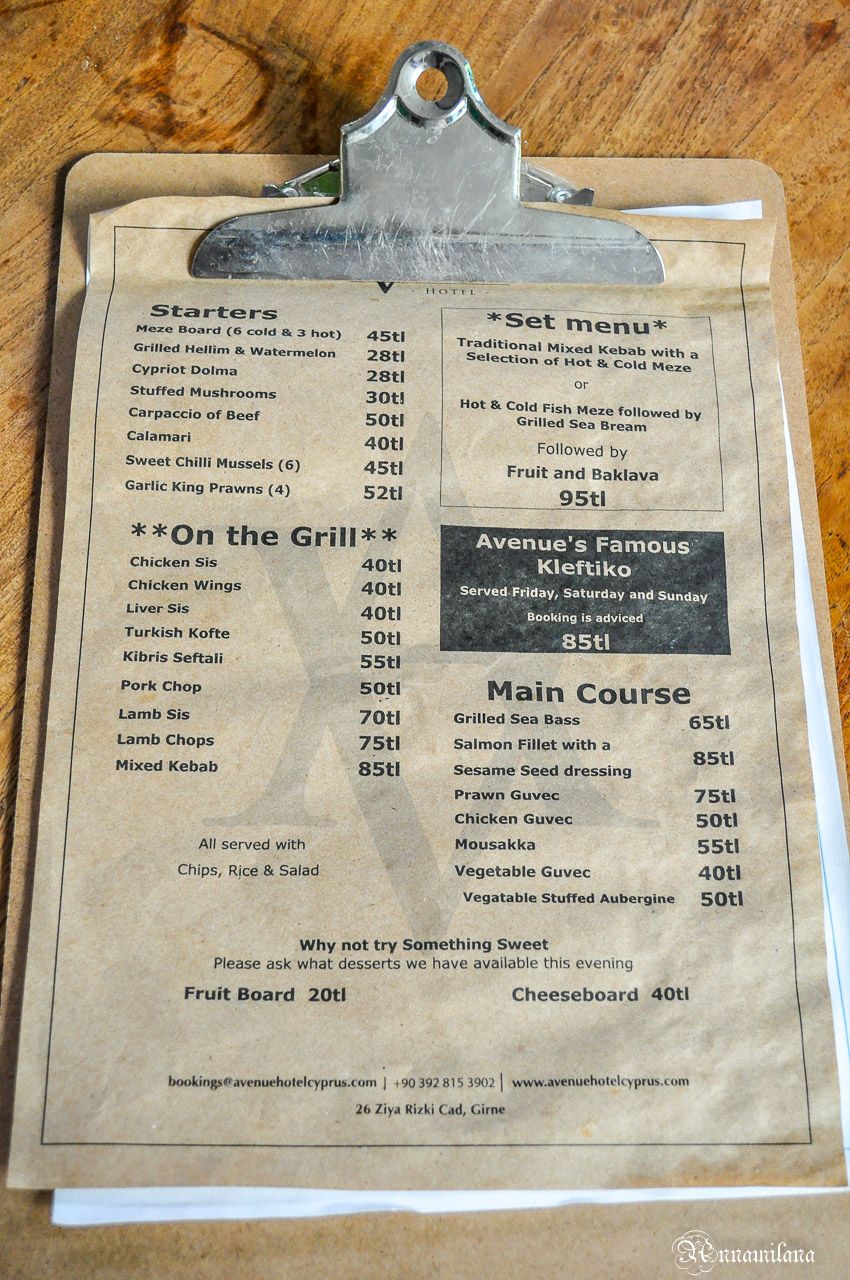 HOTEL
Starters
Meze Board (6 cold & 3 hot) 45tl
Grilled Hellim & Watermelon 28tl
Cypriot Dolma 28tl
Stuffed Mushrooms 30tl
Carpaccio of Beef 50tl
Calamari 40tl
Sweet Chilli Mussels (6) 45tl
Garlic King Prawns (4) 52tl
**On the Grill**
Chicken Sis 40tl
Chicken Wings 40tl
Liver Sis 40tl
Turkish Kofte 50tl
Kibris Seftali 55tl
Pork Chop 50tl
Lamb Sis 70tl
Lamb Chops 75tl
Mixed Kebab 85tl
All served with
Chips, Rice & Salad
*Set menu*
Traditional Mixed Kebab with a
Selection of Hot & Cold Meze
or
Hot & Cold Fish Meze followed by
Grilled Sea Bream
Followed by
Fruit and Baklava
95tl
Avenue's Famous
Kleftiko
Served Friday, Saturday and Sunday
Booking is adviced
85tl
Main Course
Grilled Sea Bass 65tl
Salmon Fillet with a
Sesame Seed dressing 85tl
Prawn Guvec 75tl
Chicken Guvec 50tl
Mousakka 55tl
Vegetable Guvec 40tl
Vegatable Stuffed Aubergine 50tl
Why not try Something Sweet
Please ask what desserts we have available this evening
Fruit Board 20tl Cheeseboard 40tl
bookings@avenuehotelcyprus.com | +90 392 815 3902 | www.avenuehotelcyprus.com
26 Ziya Rizki Cad, Girne
Annamilana